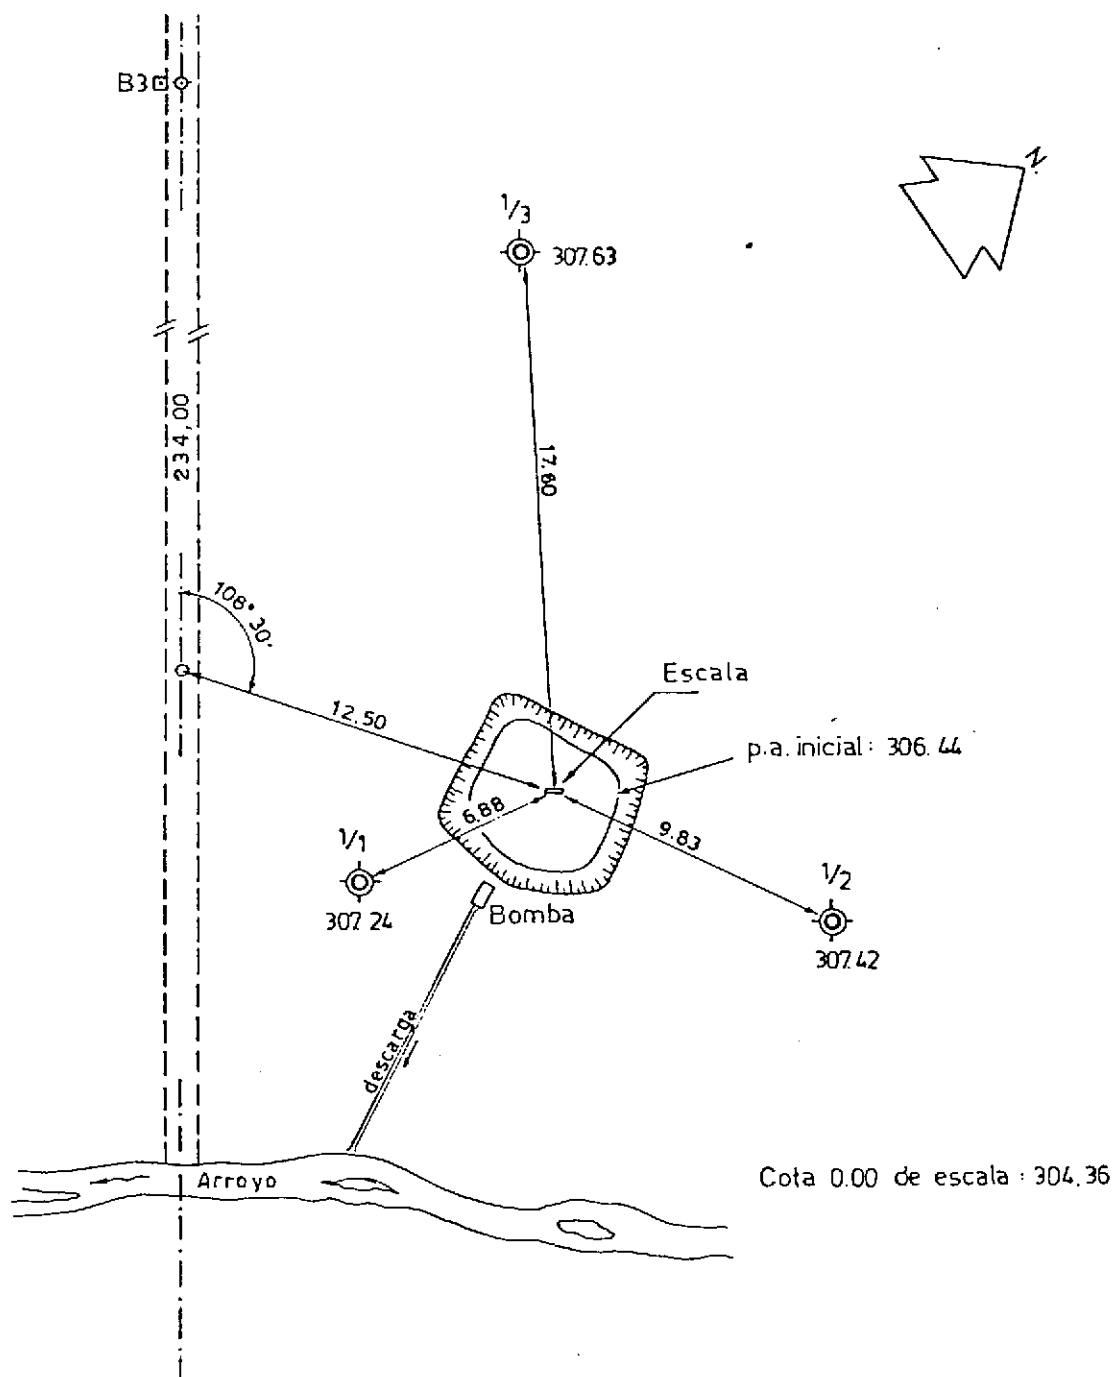 B3
N.
1/3
307.63
234,00
17.60
108° 30'
12.50
Escala
p.a. inicial: 306.44
6.88
9.83
1/1
307.24
1/2
307.42
Bomba
descarga
Arroyo
Cota 0.00 de escala : 304.36